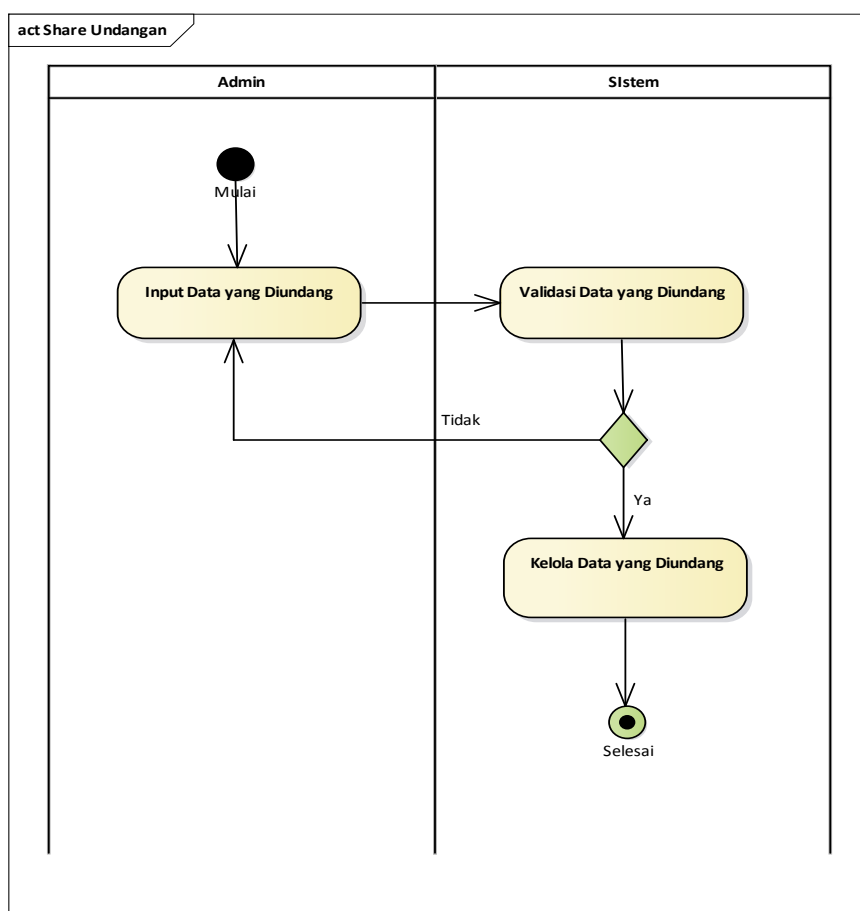 act Share Undangan
Admin
SIstem
Mulai
Input Data yang Diundang
Validasi Data yang Diundang
Tidak
Ya
Kelola Data yang Diundang
Selesai